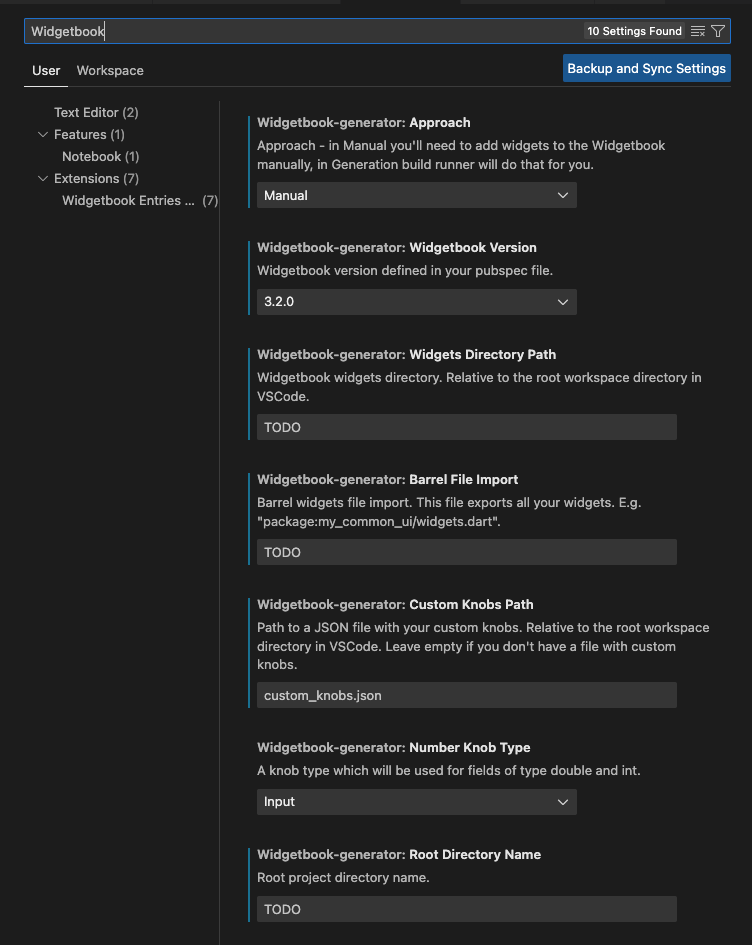 Widgetbook
10 Settings Found
User
Workspace
Backup and Sync Settings
Text Editor (2)
Features (1)
Notebook (1)
Extensions (7)
Widgetbook Entries ... (7)
Widgetbook-generator: Approach
Approach - in Manual you'll need to add widgets to the Widgetbook
manually, in Generation build runner will do that for you.
Manual
Widgetbook-generator: Widgetbook Version
Widgetbook version defined in your pubspec file.
3.2.0
Widgetbook-generator: Widgets Directory Path
Widgetbook widgets directory. Relative to the root workspace directory in
VSCode.
TODO
Widgetbook-generator: Barrel File Import
Barrel widgets file import. This file exports all your widgets. E.g.
"package:my_common_ui/widgets.dart".
TODO
Widgetbook-generator: Custom Knobs Path
Path to a JSON file with your custom knobs. Relative to the root workspace
directory in VSCode. Leave empty if you don't have a file with custom
knobs.
custom_knobs.json
Widgetbook-generator: Number Knob Type
A knob type which will be used for fields of type double and int.
Input
Widgetbook-generator: Root Directory Name
Root project directory name.
TODO